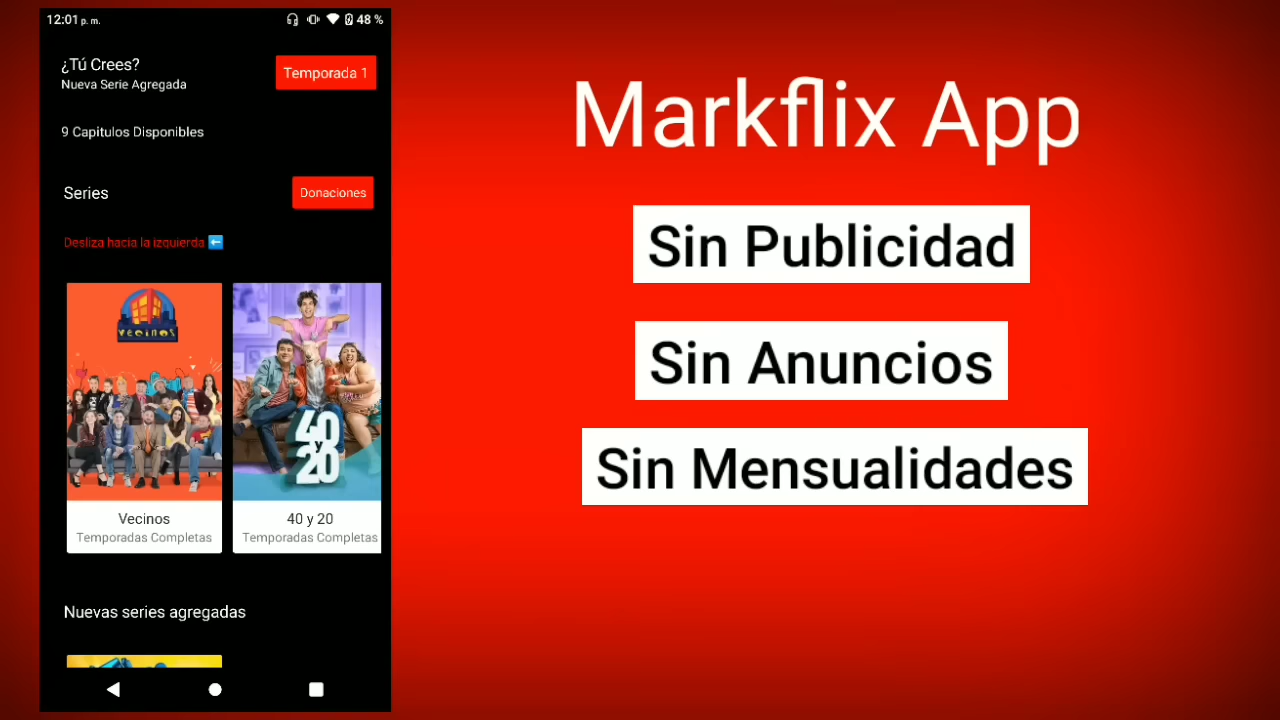 12:01 p. m.
48 %
¿Tú Crees?
Nueva Serie Agregada
Temporada 1
9 Capitulos Disponibles
Series
Donaciones
Desliza hacia la izquierda
VECINOS
40
y
20
Vecinos
Temporadas Completas
40 y 20
Temporadas Completas
Nuevas series agregadas
Markflix App
Sin Publicidad
Sin Anuncios
Sin Mensualidades